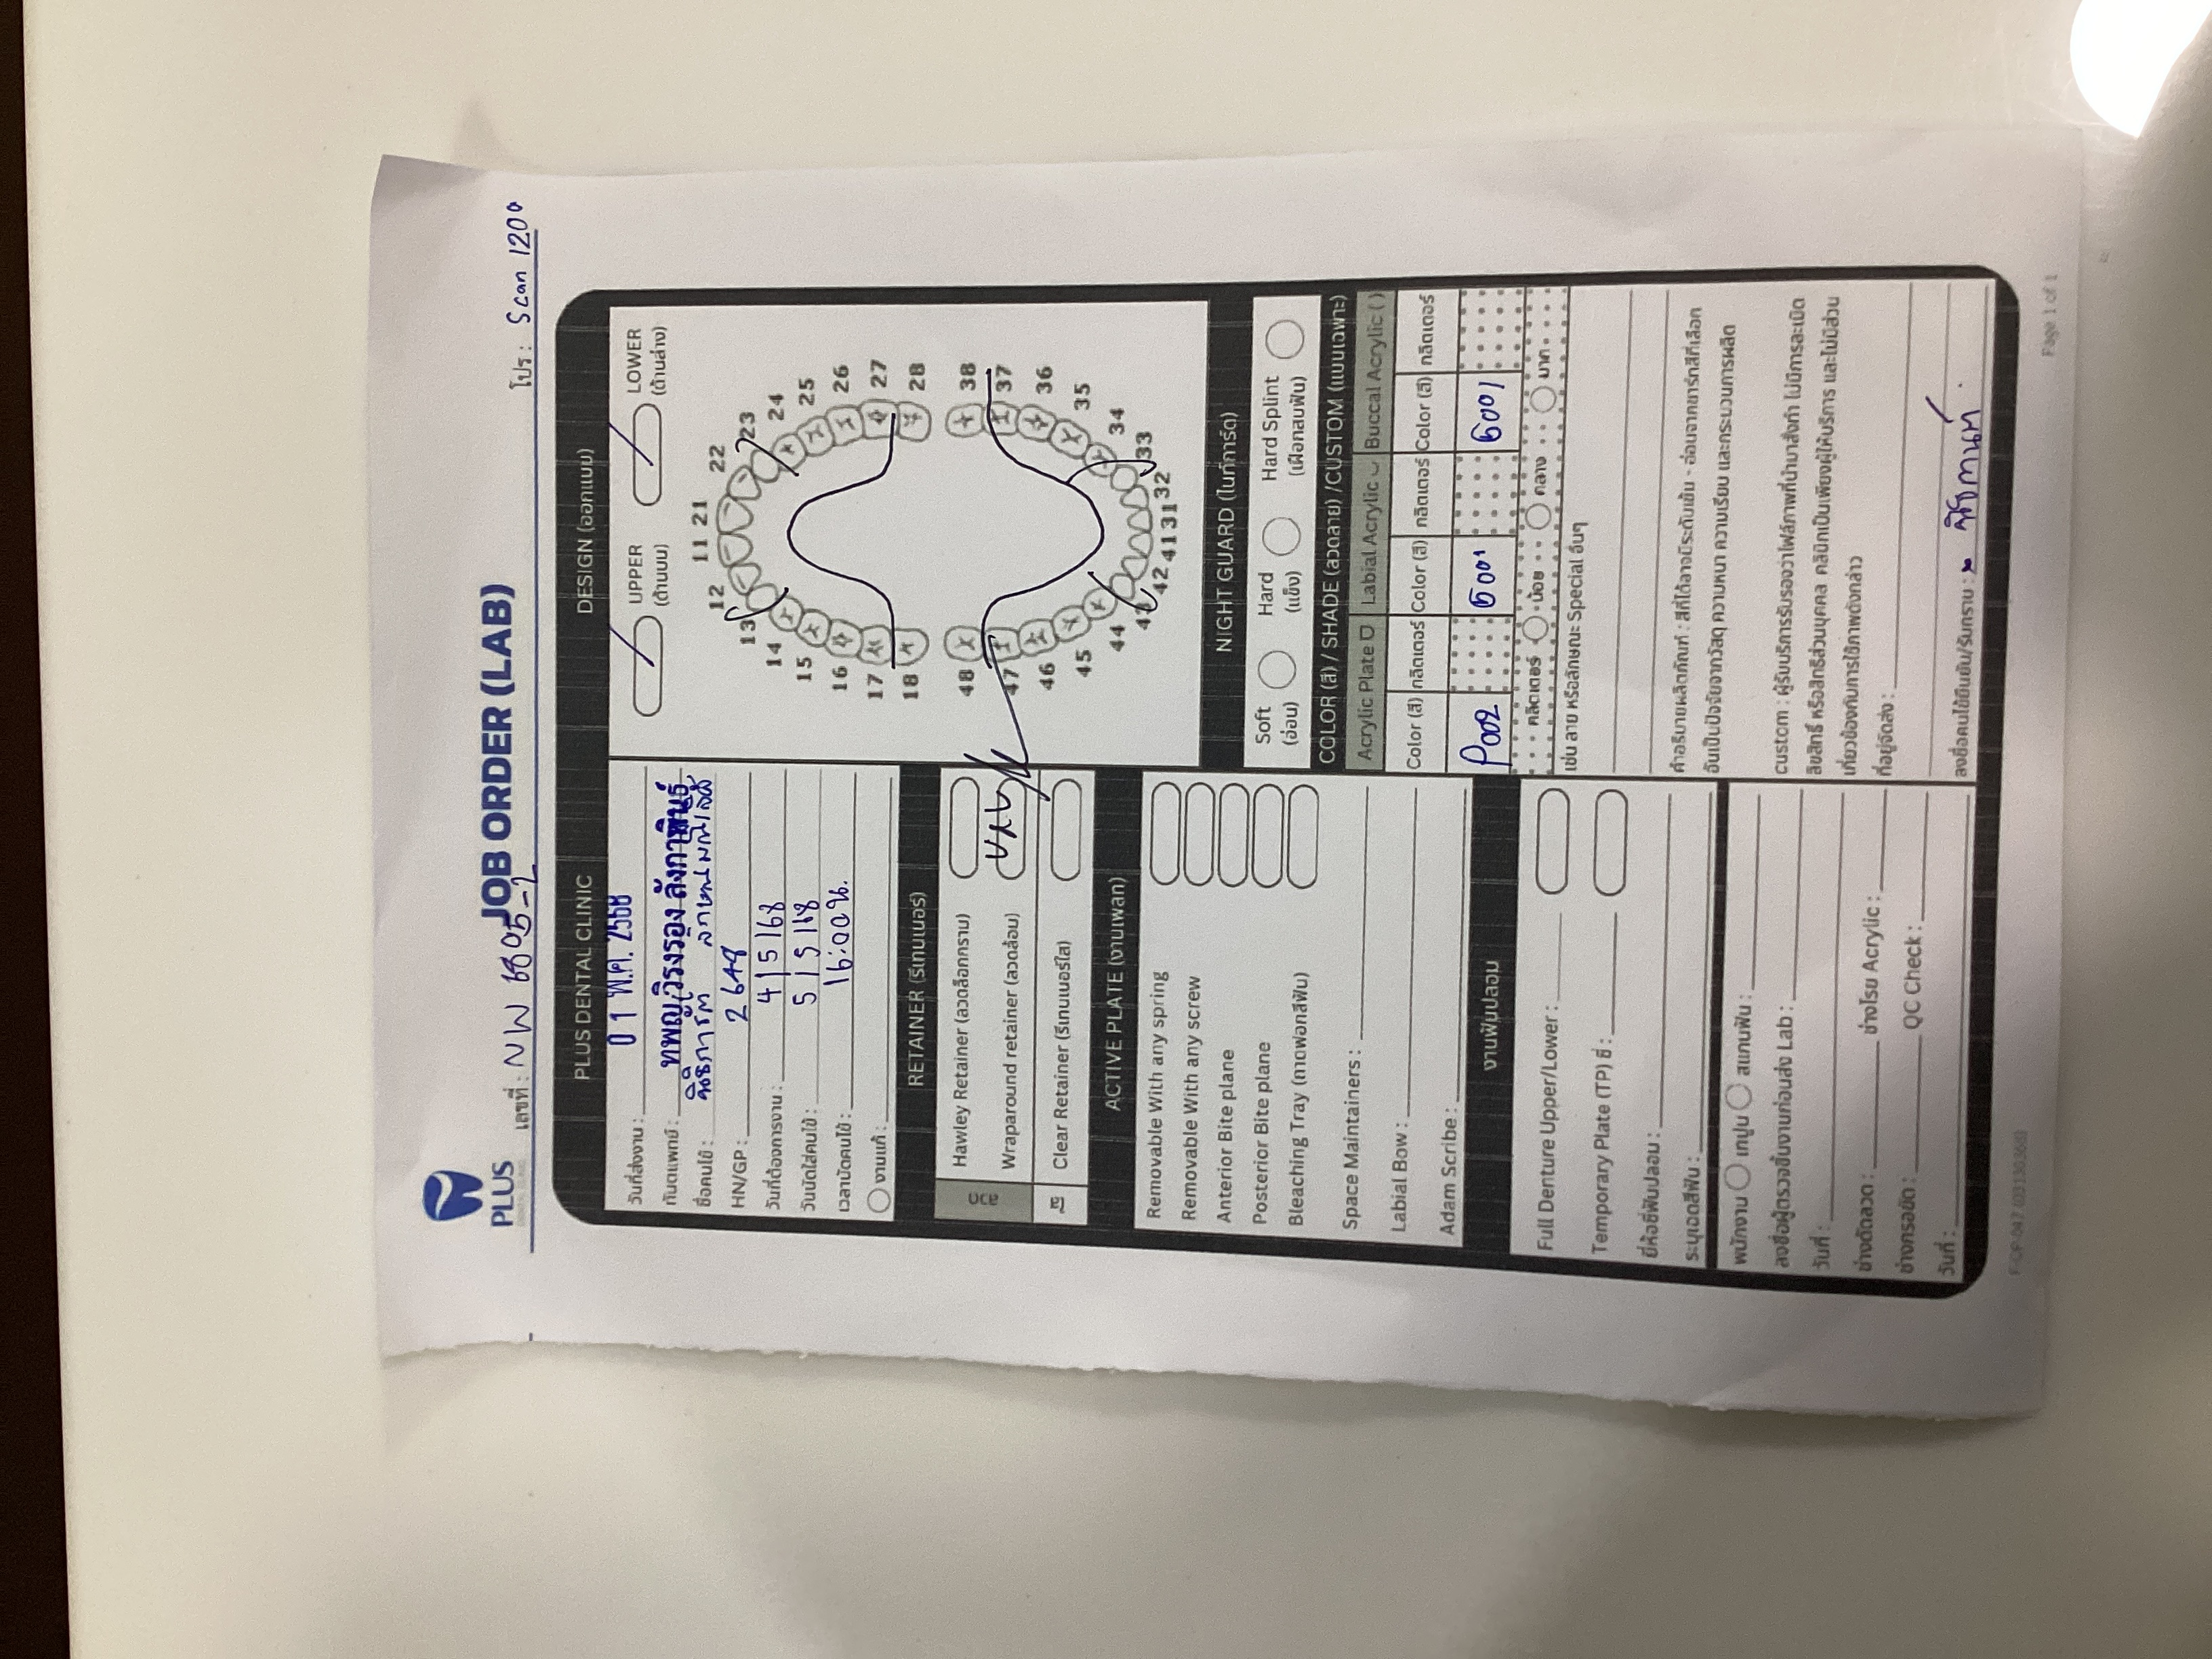 PLUS
JOB ORDER (LAB)
เลขที่ : NW 6805-2
โปร : Scan 1200
PLUS DENTAL CLINIC
วันที่ส่งงาน : 01 พ.ค. 2568
ทันตแพทย์ : ทพญ.วิรงรอง ลังกาพินธุ์
ชื่อคนไข้ :
HN/GP : 2648
วันที่ต้องการงาน : 4/5/68
วันนัดใส่คนไข้ : 5/5/68
เวลานัดคนไข้ : 16:00 น.
งานแก้ :
RETAINER (รีเทนเนอร์)
ลวด
Hawley Retainer (ลวดล็อกกราม)
Wraparound retainer (ลวดล้อม) บน
ใส
Clear Retainer (รีเทนเนอร์ใส)
ACTIVE PLATE (งานเพลท)
Removable With any spring
Removable With any screw
Anterior Bite plane
Posterior Bite plane
Bleaching Tray (ถาดฟอกสีฟัน)
Space Maintainers :
Labial Bow :
Adam Scribe :
งานฟันปลอม
Full Denture Upper/Lower :
Temporary Plate (TP) ซี่ :
ยี่ห้อซี่ฟันปลอม :
ระบุเฉดสีฟัน :
พนักงาน เทปูน สแกนฟัน :
ลงชื่อผู้ตรวจชิ้นงานก่อนส่ง Lab :
วันที่ :
ช่างดัดลวด : ช่างโรย Acrylic :
ช่างกรอขัด : QC Check :
วันที่ :
DESIGN (ออกแบบ)
UPPER LOWER
(ด้านบน) (ด้านล่าง)
11 21
12 22
13 23
14 24
15 25
16 26
17 27
18 28
48 38
47 37
46 36
45 35
44 34
43 33
42 41 31 32
NIGHT GUARD (ไนท์การ์ด)
Soft Hard Hard Splint
(อ่อน) (แข็ง) (เฝือกสบฟัน)
COLOR (สี) / SHADE (ลวดลาย) /CUSTOM (แบบเฉพาะ)
Acrylic Plate Labial Acrylic Buccal Acrylic ( )
Color (สี) กลิตเตอร์ Color (สี) กลิตเตอร์ Color (สี) กลิตเตอร์
P002 G001 G001
กลิตเตอร์ น้อย กลาง มาก
เช่น ลาย หรือลักษณะ Special อื่นๆ
คำอธิบายผลิตภัณฑ์ : สีที่ได้อาจมีระดับเข้ม - อ่อนจากชาร์ทสีที่เลือก
อันเป็นปัจจัยจากวัสดุ ความหนา ความเรียบ และกระบวนการผลิต
custom : ผู้รับบริการรับรองว่าไฟล์ภาพที่นำมาสั่งทำ ไม่มีการละเมิด
ลิขสิทธิ์ หรือสิทธิส่วนบุคคล คลินิกเป็นเพียงผู้ให้บริการ และไม่มีส่วน
เกี่ยวข้องกับการใช้ภาพดังกล่าว
ที่อยู่จัดส่ง :
ลงชื่อคนไข้ยืนยัน/รับทราบ :
F-OP-047 (03130368)
Page 1 of 1